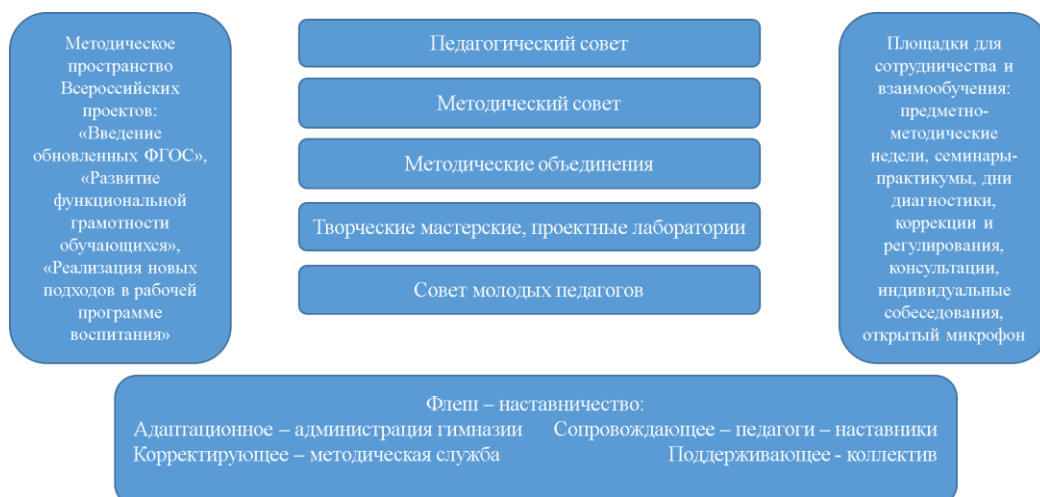 Методическое
пространство
Всероссийских
проектов:
«Введение
обновленных ФГОС»,
«Развитие
функциональной
грамотности
обучающихся»,
«Реализация новых
подходов в рабочей
программе
воспитания»
Педагогический совет
Методический совет
Методические объединения
Творческие мастерские, проектные лаборатории
Совет молодых педагогов
Площадки для
сотрудничества и
взаимообучения:
предметно-
методические
недели, семинары-
практикумы, дни
диагностики,
коррекции и
регулирования,
консультации,
индивидуальные
собеседования,
открытый микрофон
Флеш – наставничество:
Адаптационное – администрация гимназии Сопровождающее – педагоги – наставники
Корректирующее – методическая служба Поддерживающее - коллектив